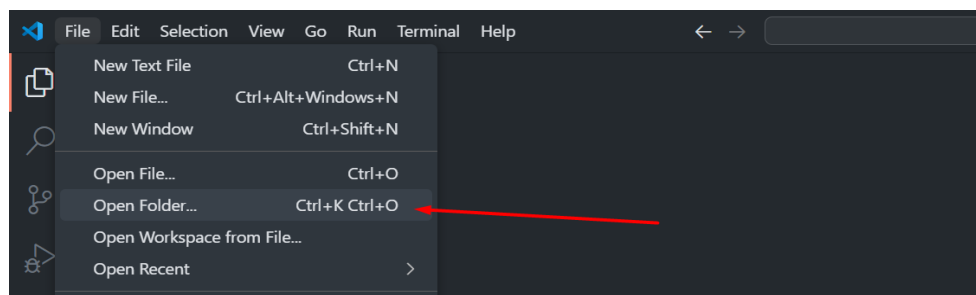 File Edit Selection View Go Run Terminal Help
New Text File Ctrl+N
New File... Ctrl+Alt+Windows+N
New Window Ctrl+Shift+N
Open File... Ctrl+O
Open Folder... Ctrl+K Ctrl+O
Open Workspace from File...
Open Recent